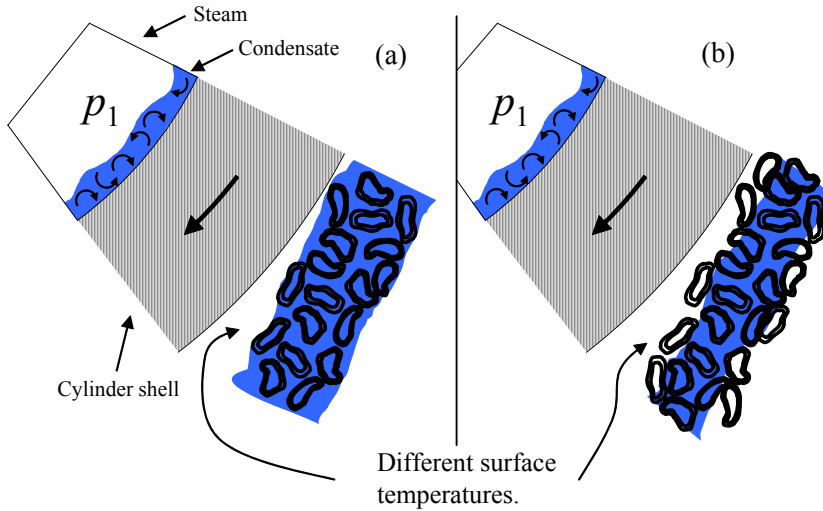 Steam
Condensate
(a)
(b)
p1
p1
Cylinder shell
Different surface
temperatures.